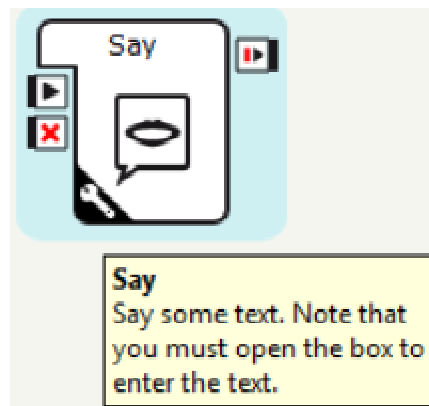 Say
Say
Say some text. Note that
you must open the box to
enter the text.